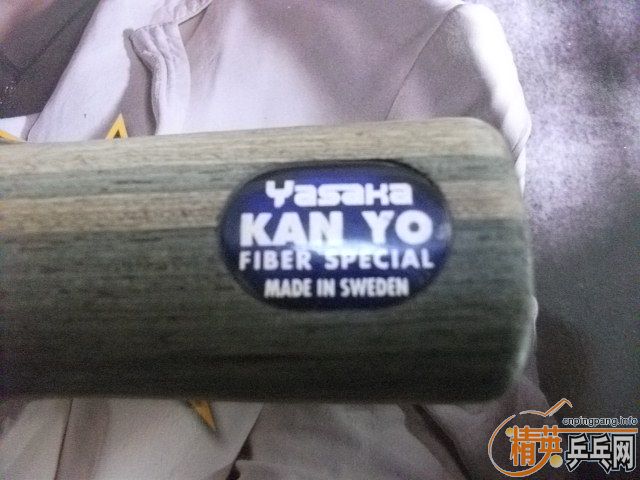 Yasaka
KAN YO
FIBER SPECIAL
MADE IN SWEDEN
cnpingpang.info
精英乒乓网